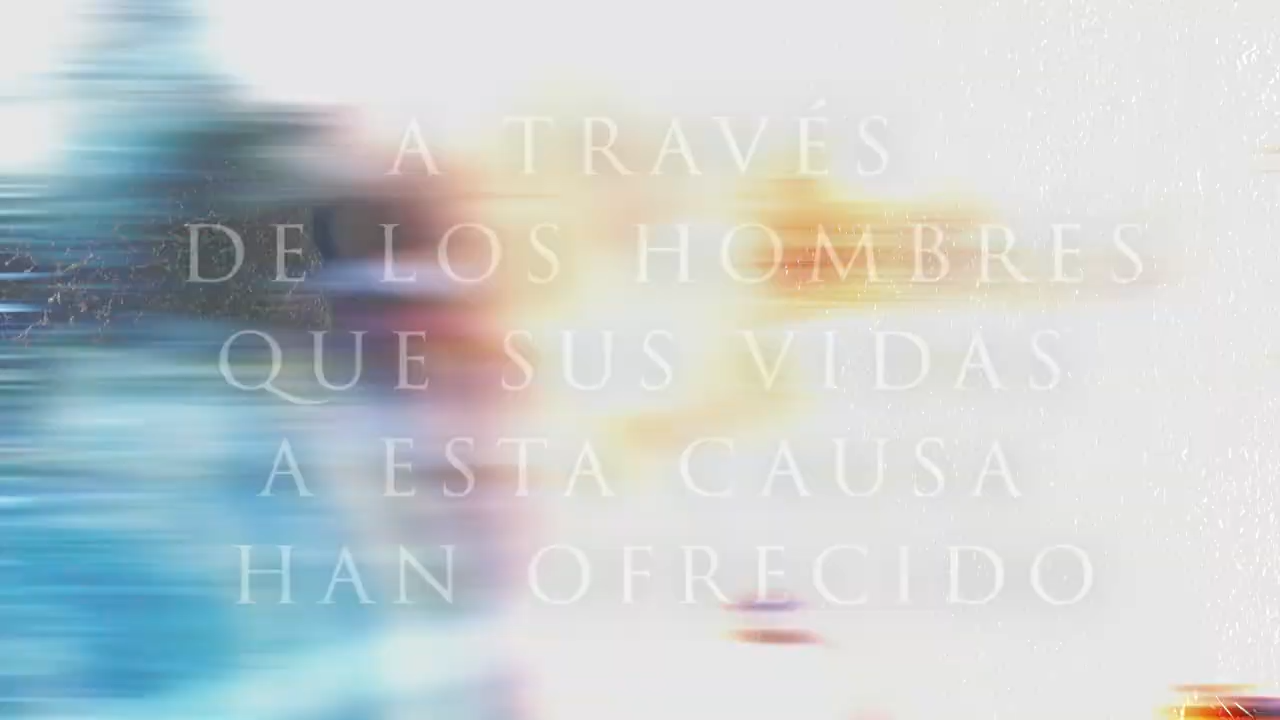 A TRAVÉS
DE LOS HOMBRES
QUE SUS VIDAS
A ESTA CAUSA
HAN OFRECIDO